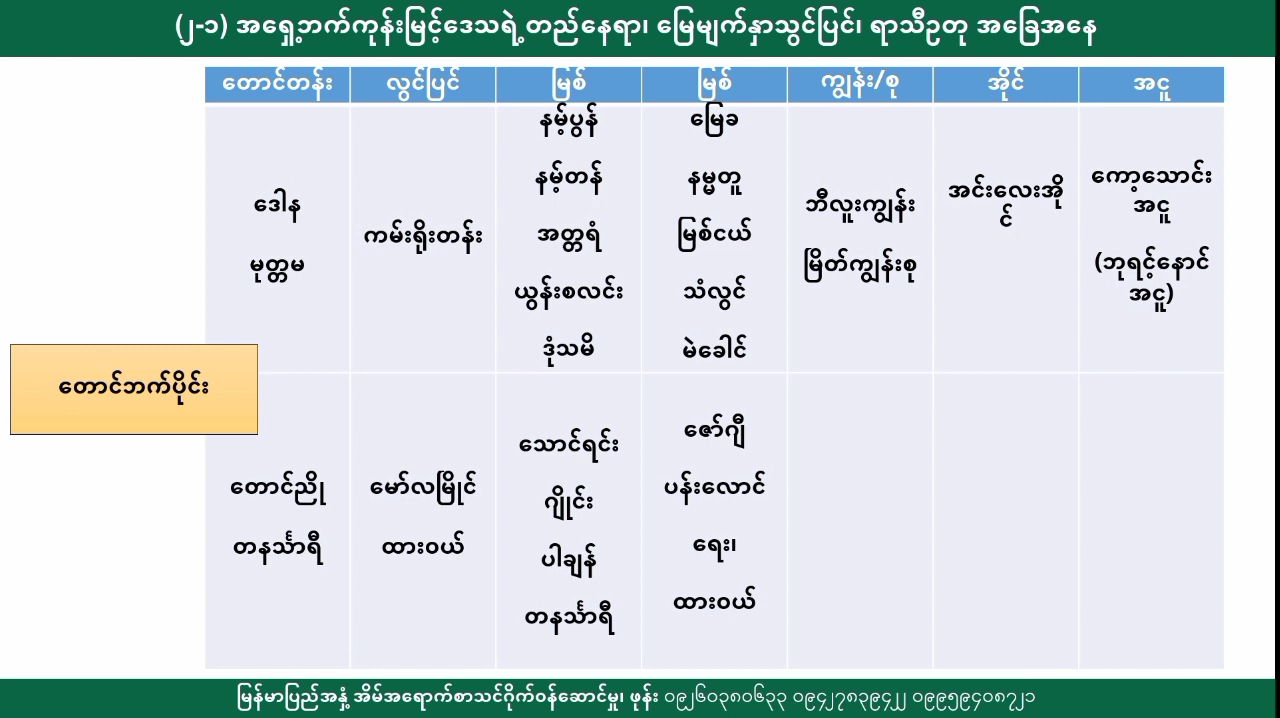 (၂-၁) အရှေ့ဘက်ကုန်းမြင့်ဒေသရဲ့တည်နေရာ၊ မြေမျက်နှာသွင်ပြင်၊ ရာသီဥတု အခြေအနေ
တောင်တန်း လွင်ပြင် မြစ် မြစ် ကျွန်း/စု အိုင် အငူ
ဒေါန
မုတ္တမ
ကမ်းရိုးတန်း
နမ့်ပွန်
နမ့်တန်
အတ္တရံ
ယွန်းစလင်း
ဒုံသမိ
မြေခ
နမ္မတူ
မြစ်ငယ်
သံလွင်
မဲခေါင်
ဘီလူးကျွန်း
မြိတ်ကျွန်းစု
အင်းလေးအို
င်
ကော့သောင်း
အငူ
(ဘုရင့်နောင်
အငူ)
တောင်ဘက်ပိုင်း
တောင်ညို
တနင်္သာရီ
မော်လမြိုင်
ထားဝယ်
သောင်ရင်း
ဂျိုင်း
ပါချန်
တနင်္သာရီ
ဇော်ဂျီ
ပန်းလောင်
ရေး၊
ထားဝယ်
မြန်မာပြည်အနှံ့ အိမ်အရောက်စာသင်ဂိုက်ဝန်ဆောင်မှု၊ ဖုန်း ၀၉၂၆၀၃၈၀၆၃၃ ၀၉၄၂၇၈၃၉၄၂၂ ၀၉၉၅၉၄၀၈၇၂၁